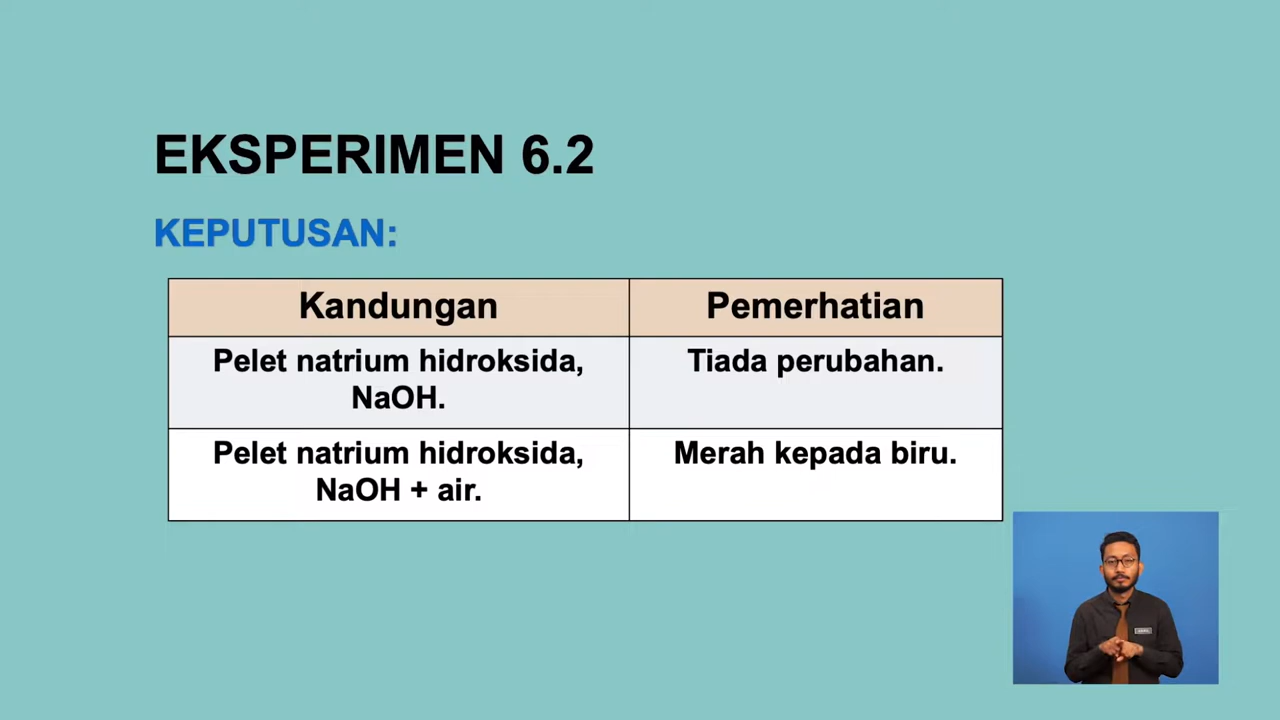 EKSPERIMEN 6.2
KEPUTUSAN:
Kandungan
Pemerhatian
Pelet natrium hidroksida,
NaOH.
Tiada perubahan.
Pelet natrium hidroksida,
NaOH + air.
Merah kepada biru.